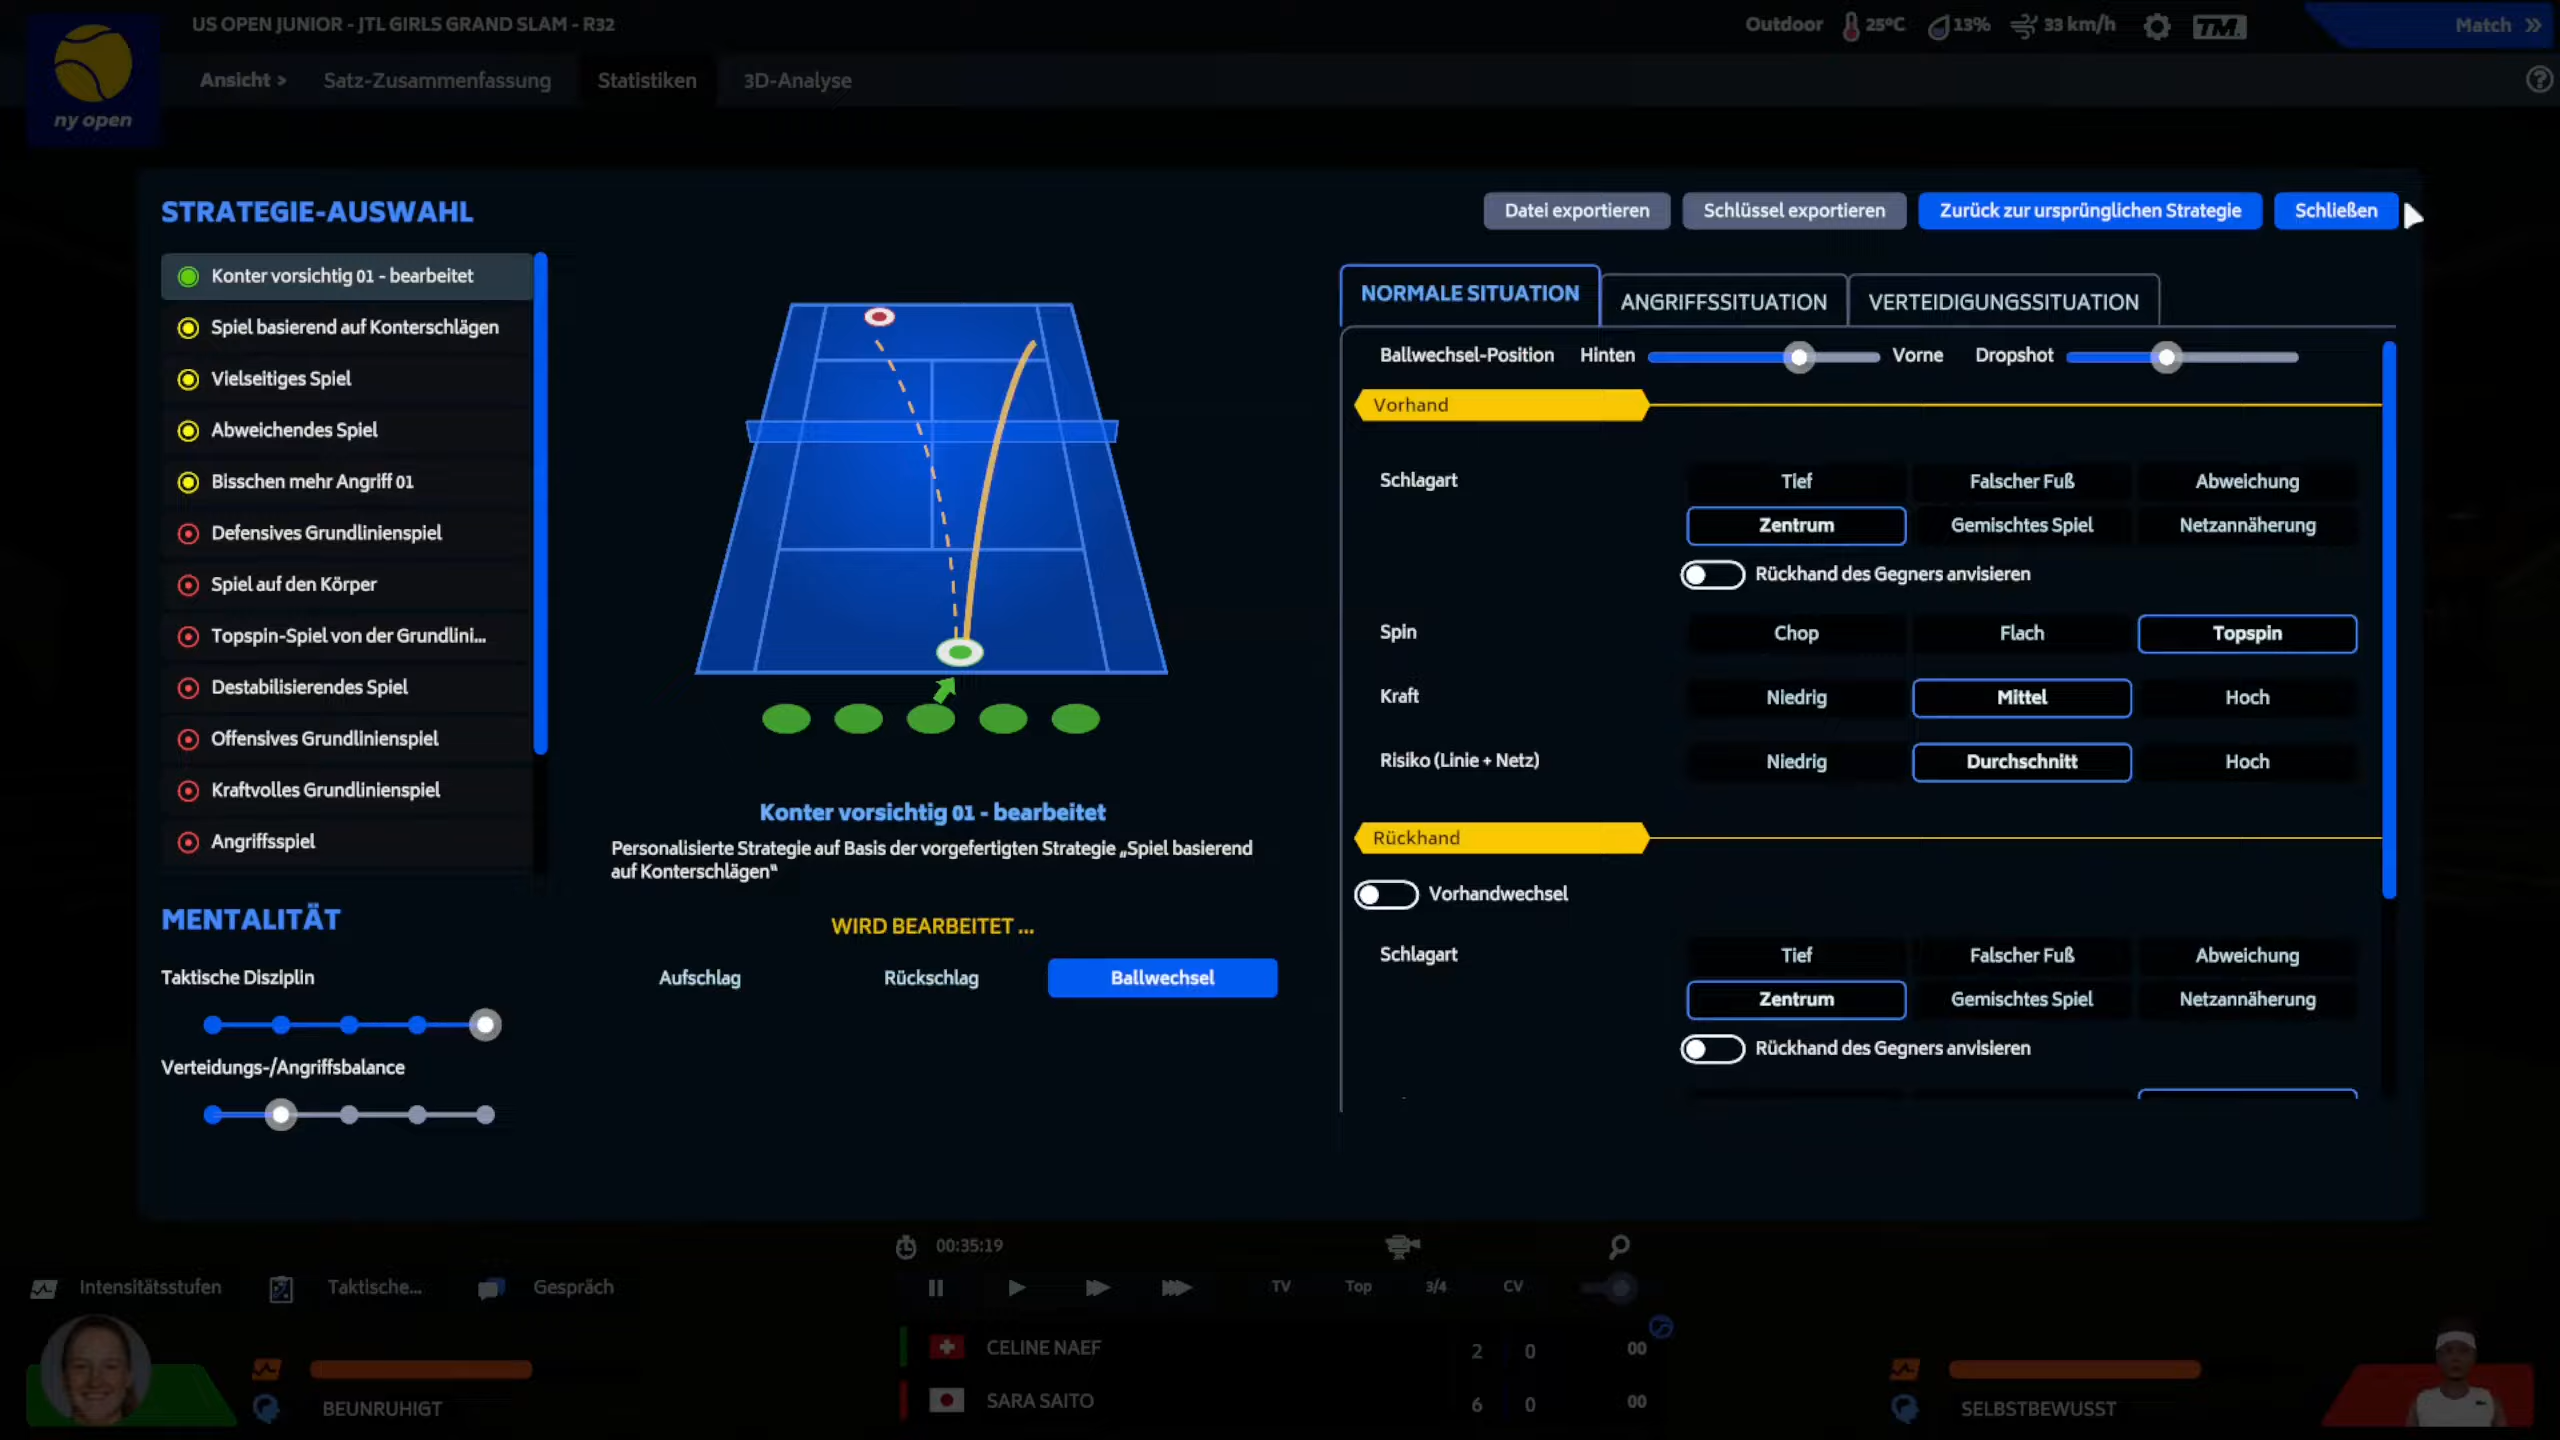 US OPEN JUNIOR - JTL GIRLS GRAND SLAM - R32
Outdoor 25°C 13% 33 km/h TM Match
ny open
Ansicht > Satz-Zusammenfassung Statistiken 3D-Analyse
STRATEGIE-AUSWAHL
Datei exportieren Schlüssel exportieren Zurück zur ursprünglichen Strategie Schließen
Konter vorsichtig 01 - bearbeitet
Spiel basierend auf Konterschlägen
Vielseitiges Spiel
Abweichendes Spiel
Bisschen mehr Angriff 01
Defensives Grundlinienspiel
Spiel auf den Körper
Topspin-Spiel von der Grundlini...
Destabilisierendes Spiel
Offensives Grundlinienspiel
Kraftvolles Grundlinienspiel
Angriffsspiel
MENTALITÄT
Taktische Disziplin
Verteidungs-/Angriffsbalance
Konter vorsichtig 01 - bearbeitet
Personalisierte Strategie auf Basis der vorgefertigten Strategie „Spiel basierend
auf Konterschlägen“
WIRD BEARBEITET ...
Aufschlag Rückschlag Ballwechsel
NORMALE SITUATION ANGRIFFSSITUATION VERTEIDIGUNGSSITUATION
Ballwechsel-Position Hinten Vorne Dropshot
Vorhand
Schlagart Tief Falscher Fuß Abweichung
Zentrum Gemischtes Spiel Netzannäherung
Rückhand des Gegners anvisieren
Spin Chop Flach Topspin
Kraft Niedrig Mittel Hoch
Risiko (Linie + Netz) Niedrig Durchschnitt Hoch
Rückhand
Vorhandwechsel
Schlagart Tief Falscher Fuß Abweichung
Zentrum Gemischtes Spiel Netzannäherung
Rückhand des Gegners anvisieren
00:35:19
Intensitätsstufen Taktische... Gespräch TV Top 3/4 CV
CELINE NAEF 2 0 00
SARA SAITO 6 0 00
BEUNRUHIGT
SELBSTBEWUSST